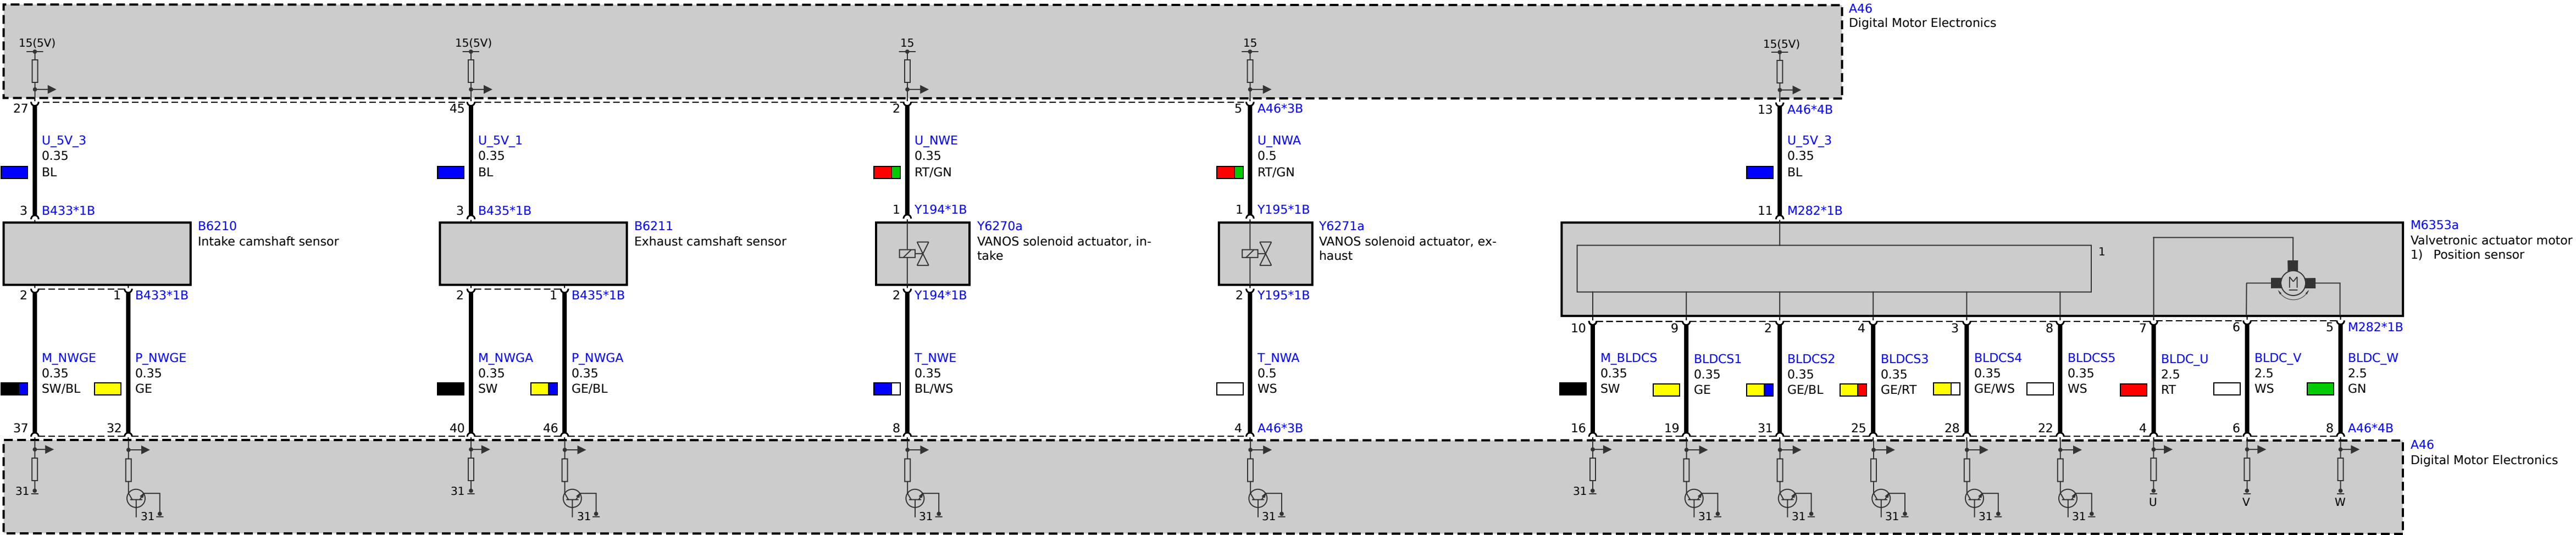 A46
Digital Motor Electronics
15(5V)
15(5V)
15
15
15(5V)
27
45
2
5
A46*3B
13
A46*4B
U_5V_3
0.35
BL
U_5V_1
0.35
BL
U_NWE
0.35
RT/GN
U_NWA
0.5
RT/GN
U_5V_3
0.35
BL
3
B433*1B
3
B435*1B
1
Y194*1B
1
Y195*1B
11
M282*1B
B6210
Intake camshaft sensor
B6211
Exhaust camshaft sensor
Y6270a
VANOS solenoid actuator, in-
take
Y6271a
VANOS solenoid actuator, ex-
haust
1
M
M6353a
Valvetronic actuator motor
1) Position sensor
2
1
B433*1B
2
1
B435*1B
2
Y194*1B
2
Y195*1B
10
9
2
4
3
8
7
6
5
M282*1B
M_NWGE
0.35
SW/BL
P_NWGE
0.35
GE
M_NWGA
0.35
SW
P_NWGA
0.35
GE/BL
T_NWE
0.35
BL/WS
T_NWA
0.5
WS
M_BLDCS
0.35
SW
BLDCS1
0.35
GE
BLDCS2
0.35
GE/BL
BLDCS3
0.35
GE/RT
BLDCS4
0.35
GE/WS
BLDCS5
0.35
WS
BLDC_U
2.5
RT
BLDC_V
2.5
WS
BLDC_W
2.5
GN
37
32
40
46
8
4
A46*3B
16
19
31
25
28
22
4
6
8
A46*4B
A46
Digital Motor Electronics
31
31
31
31
31
31
31
31
31
31
31
31
U
V
W